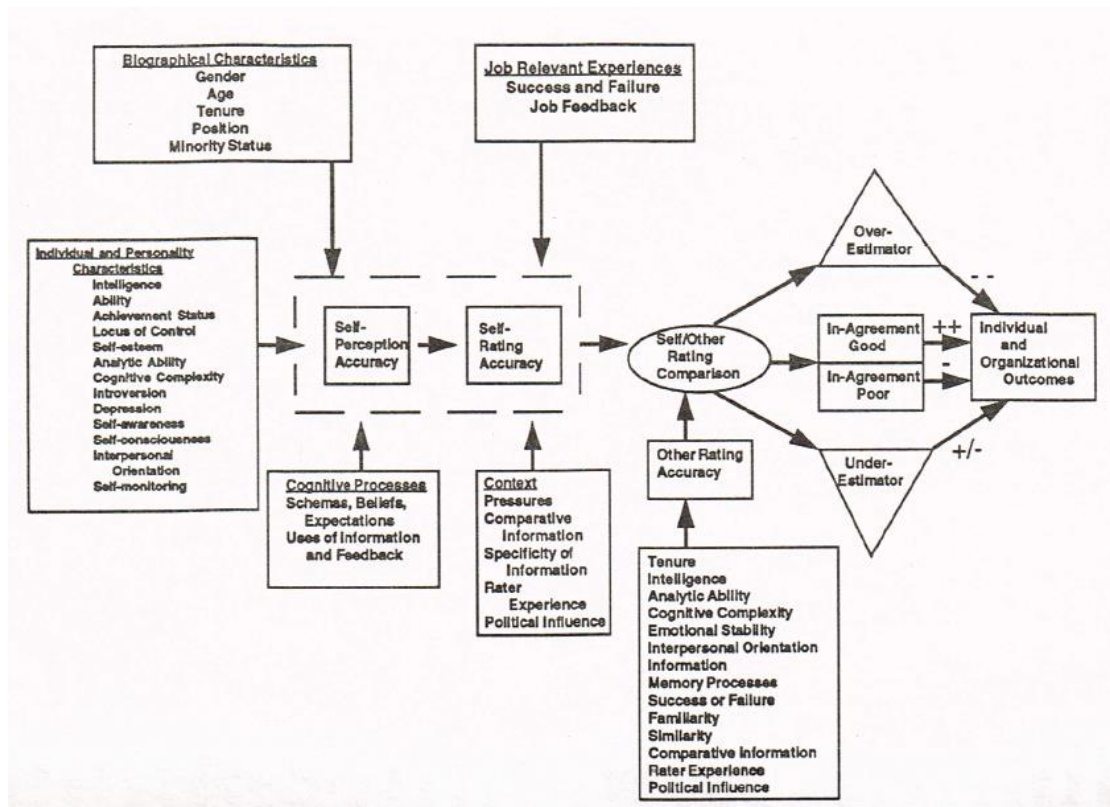 Biographical Characteristics
Gender
Age
Tenure
Position
Minority Status
Job Relevant Experiences
Success and Failure
Job Feedback
Individual and Personality
Characteristics
Intelligence
Ability
Achievement Status
Locus of Control
Self-esteem
Analytic Ability
Cognitive Complexity
Introversion
Depression
Self-awareness
Self-consciousness
Interpersonal
Orientation
Self-monitoring
Self-
Perception
Accuracy
Self-
Rating
Accuracy
Cognitive Processes
Schemas, Beliefs,
Expectations
Uses of Information
and Feedback
Context
Pressures
Comparative
Information
Specificity of
Information
Rater
Experience
Political Influence
Self/Other
Rating
Comparison
Other Rating
Accuracy
Tenure
Intelligence
Analytic Ability
Cognitive Complexity
Emotional Stability
Interpersonal Orientation
Information
Memory Processes
Success or Failure
Familiarity
Similarity
Comparative Information
Rater Experience
Political Influence
Over-
Estimator
- -
In-Agreement
Good
++
In-Agreement
Poor
-
Under-
Estimator
+/-
Individual
and
Organizational
Outcomes